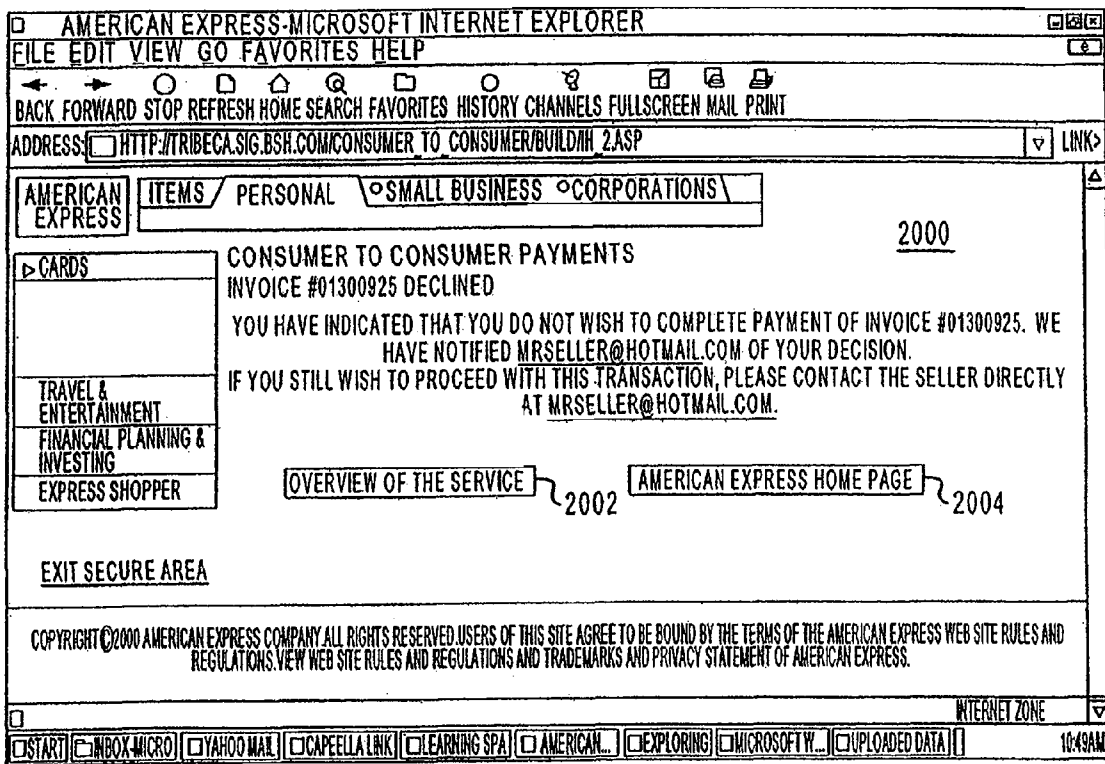 AMERICAN EXPRESS-MICROSOFT INTERNET EXPLORER
FILE EDIT VIEW GO FAVORITES HELP
BACK FORWARD STOP REFRESH HOME SEARCH FAVORITES HISTORY CHANNELS FULLSCREEN MAIL PRINT
ADDRESS: HTTP://TRIBECA.SIG.BSH.COM/CONSUMER_TO_CONSUMER/BUILD/IH_2.ASP LINK>
AMERICAN EXPRESS
ITEMS PERSONAL SMALL BUSINESS CORPORATIONS
2000
CARDS
TRAVEL &
ENTERTAINMENT
FINANCIAL PLANNING &
INVESTING
EXPRESS SHOPPER
CONSUMER TO CONSUMER PAYMENTS
INVOICE #01300925 DECLINED
YOU HAVE INDICATED THAT YOU DO NOT WISH TO COMPLETE PAYMENT OF INVOICE #01300925. WE
HAVE NOTIFIED MRSELLER@HOTMAIL.COM OF YOUR DECISION.
IF YOU STILL WISH TO PROCEED WITH THIS TRANSACTION, PLEASE CONTACT THE SELLER DIRECTLY
AT MRSELLER@HOTMAIL.COM.
OVERVIEW OF THE SERVICE 2002 AMERICAN EXPRESS HOME PAGE 2004
EXIT SECURE AREA
COPYRIGHT©2000 AMERICAN EXPRESS COMPANY.ALL RIGHTS RESERVED.USERS OF THIS SITE AGREE TO BE BOUND BY THE TERMS OF THE AMERICAN EXPRESS WEB SITE RULES AND
REGULATIONS.VIEW WEB SITE RULES AND REGULATIONS AND TRADEMARKS AND PRIVACY STATEMENT OF AMERICAN EXPRESS.
INTERNET ZONE
START INBOX-MICRO YAHOO MAIL CAPEELLA LINK LEARNING SPA AMERICAN... EXPLORING MICROSOFT W... UPLOADED DATA 10:49AM